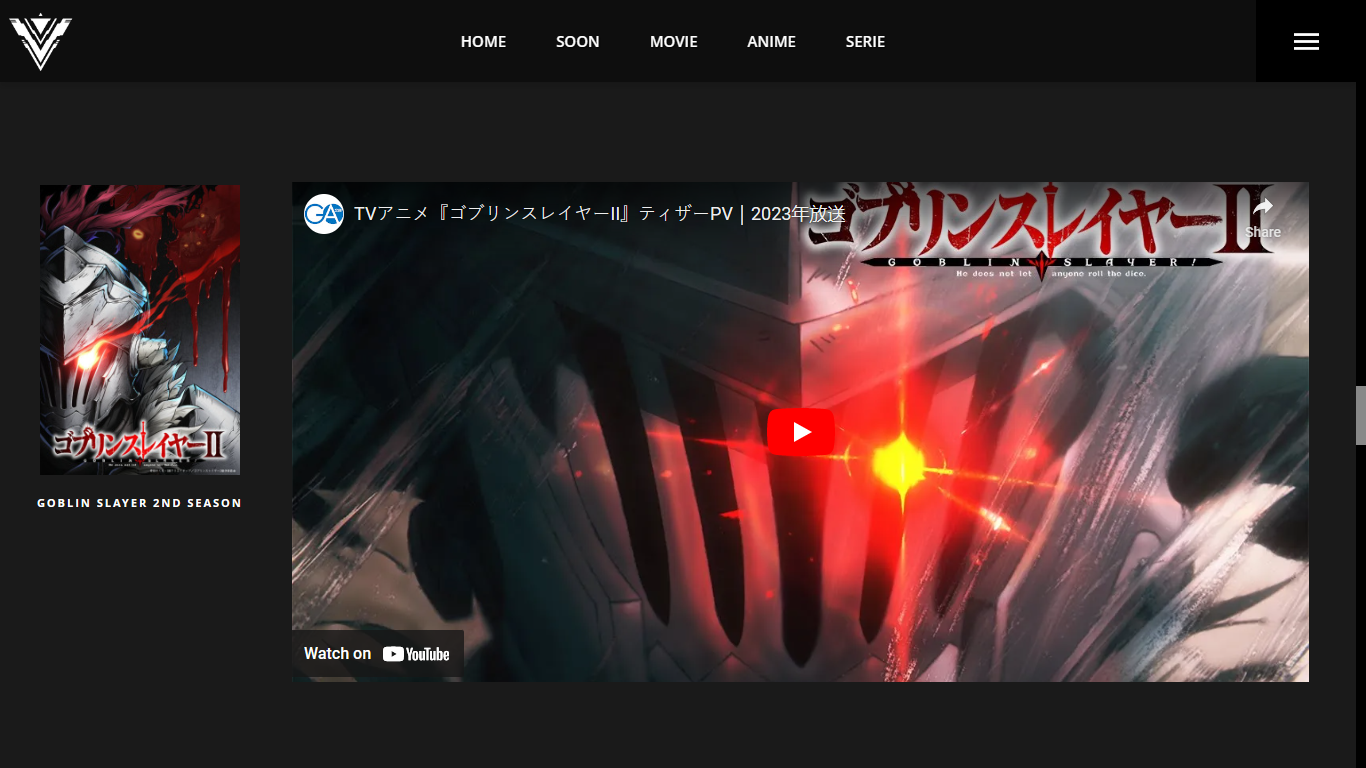 HOME
SOON
MOVIE
ANIME
SERIE
TVアニメ『ゴブリンスレイヤーII』ティザーPV｜2023年放送
ゴブリンスレイヤーII
GOBLIN SLAYER!
He does not let anyone roll the dice.
Share
ゴブリンスレイヤーII
GOBLIN SLAYER 2ND SEASON
Watch on YouTube